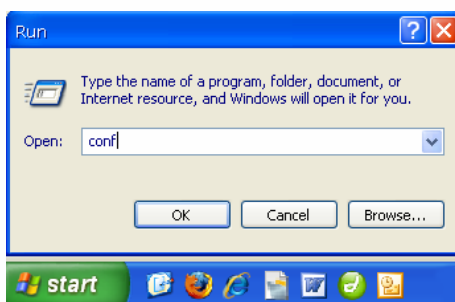 Run
Type the name of a program, folder, document, or
Internet resource, and Windows will open it for you.
Open: conf
OK Cancel Browse...
start